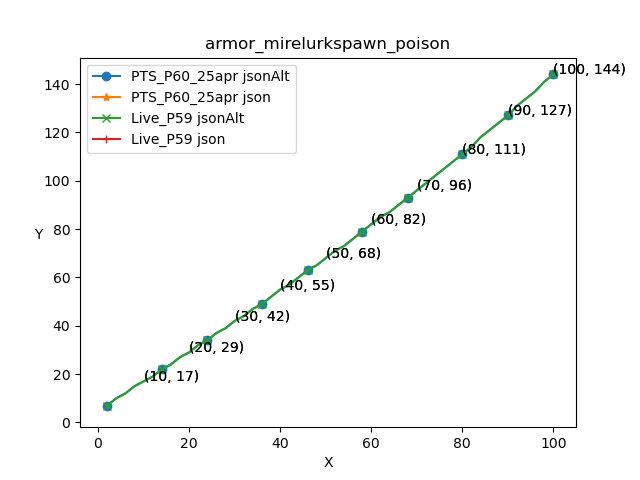 armor_mirelurkspawn_poison
PTS_P60_25apr jsonAlt
PTS_P60_25apr json
Live_P59 jsonAlt
Live_P59 json
(100, 144)
(90, 127)
(80, 111)
(70, 96)
(60, 82)
(50, 68)
(40, 55)
(30, 42)
(20, 29)
(10, 17)
Y
140
120
100
80
60
40
20
0
0 20 40 60 80 100
X